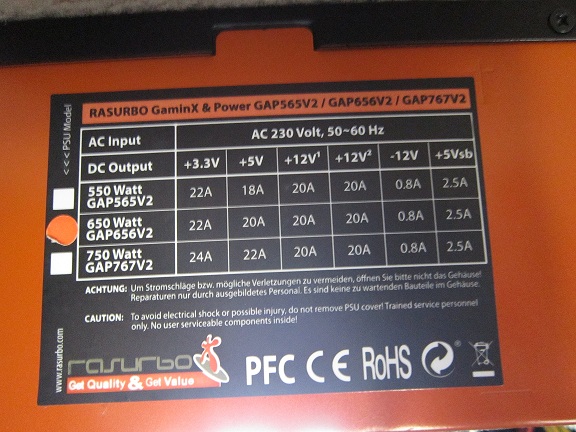 <<< PSU Model
RASURBO GaminX & Power GAP565V2 / GAP656V2 / GAP767V2
AC Input AC 230 Volt, 50~60 Hz
DC Output +3.3V +5V +12V¹ +12V² -12V +5Vsb
550 Watt GAP565V2 22A 18A 20A 20A 0.8A 2.5A
650 Watt GAP656V2 22A 20A 20A 20A 0.8A 2.5A
750 Watt GAP767V2 24A 22A 20A 20A 0.8A 2.5A
ACHTUNG: Um Stromschläge bzw. mögliche Verletzungen zu vermeiden, öffnen Sie bitte nicht das Gehäuse!
Reparaturen nur durch ausgebildetes Personal. Es sind keine zu wartenden Bauteile im Gehäuse.
CAUTION: To avoid electrical shock or possible injury, do not remove PSU cover! Trained service personnel
only. No user serviceable components inside!
www.rasurbo.com
rasurbo
Get Quality & Get Value
PFC CE RoHS